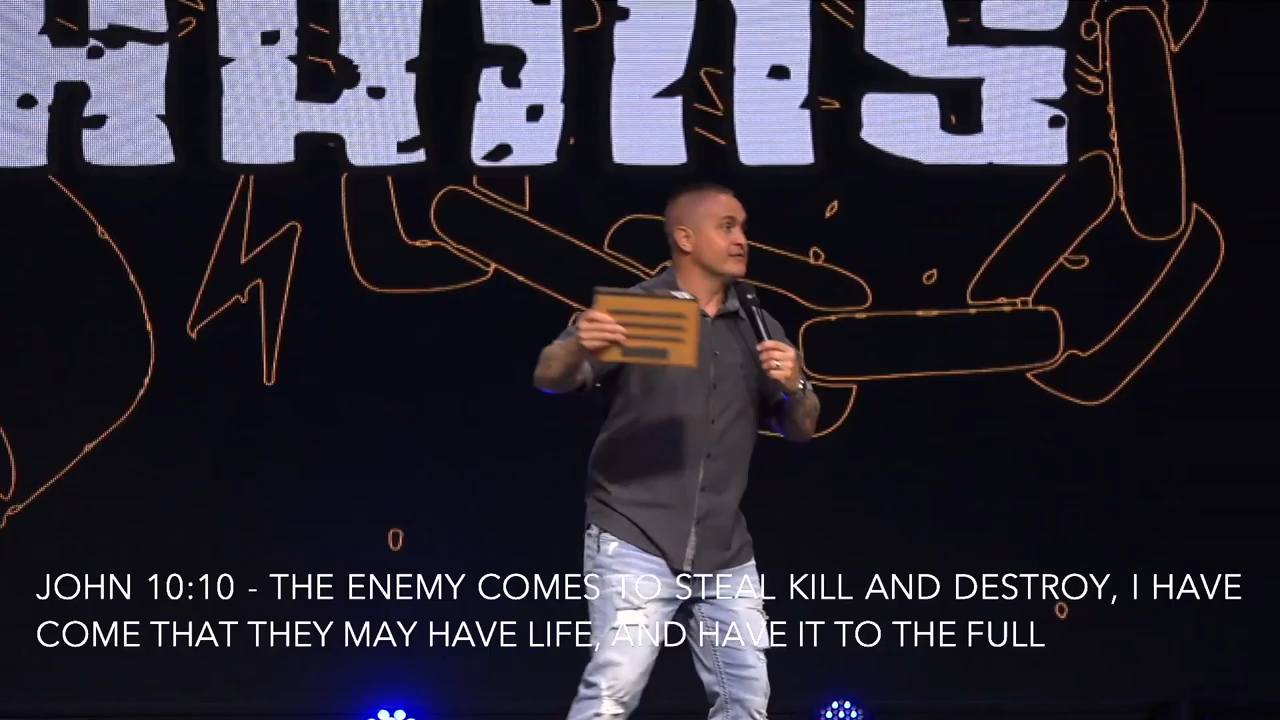 JOHN 10:10 - THE ENEMY COMES TO STEAL KILL AND DESTROY, I HAVE
COME THAT THEY MAY HAVE LIFE, AND HAVE IT TO THE FULL